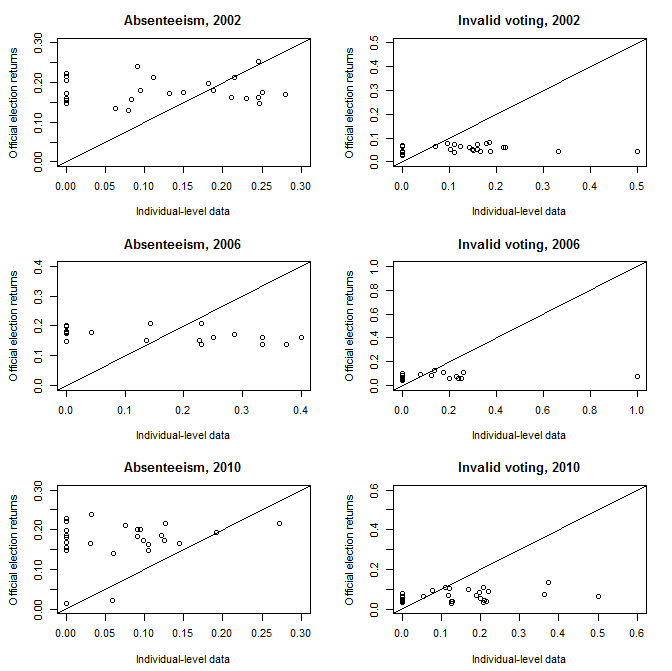 Absenteeism, 2002
Official election returns
0.00 0.15 0.30
0.00 0.05 0.10 0.15 0.20 0.25 0.30
Individual-level data
Invalid voting, 2002
Official election returns
0.0 0.1 0.2 0.3 0.4 0.5
0.0 0.1 0.2 0.3 0.4 0.5
Individual-level data
Absenteeism, 2006
Official election returns
0.0 0.1 0.2 0.3 0.4
0.0 0.1 0.2 0.3 0.4
Individual-level data
Invalid voting, 2006
Official election returns
0.0 0.2 0.4 0.6 0.8 1.0
0.0 0.2 0.4 0.6 0.8 1.0
Individual-level data
Absenteeism, 2010
Official election returns
0.00 0.10 0.20 0.30
0.00 0.05 0.10 0.15 0.20 0.25 0.30
Individual-level data
Invalid voting, 2010
Official election returns
0.0 0.2 0.4 0.6
0.0 0.1 0.2 0.3 0.4 0.5 0.6
Individual-level data